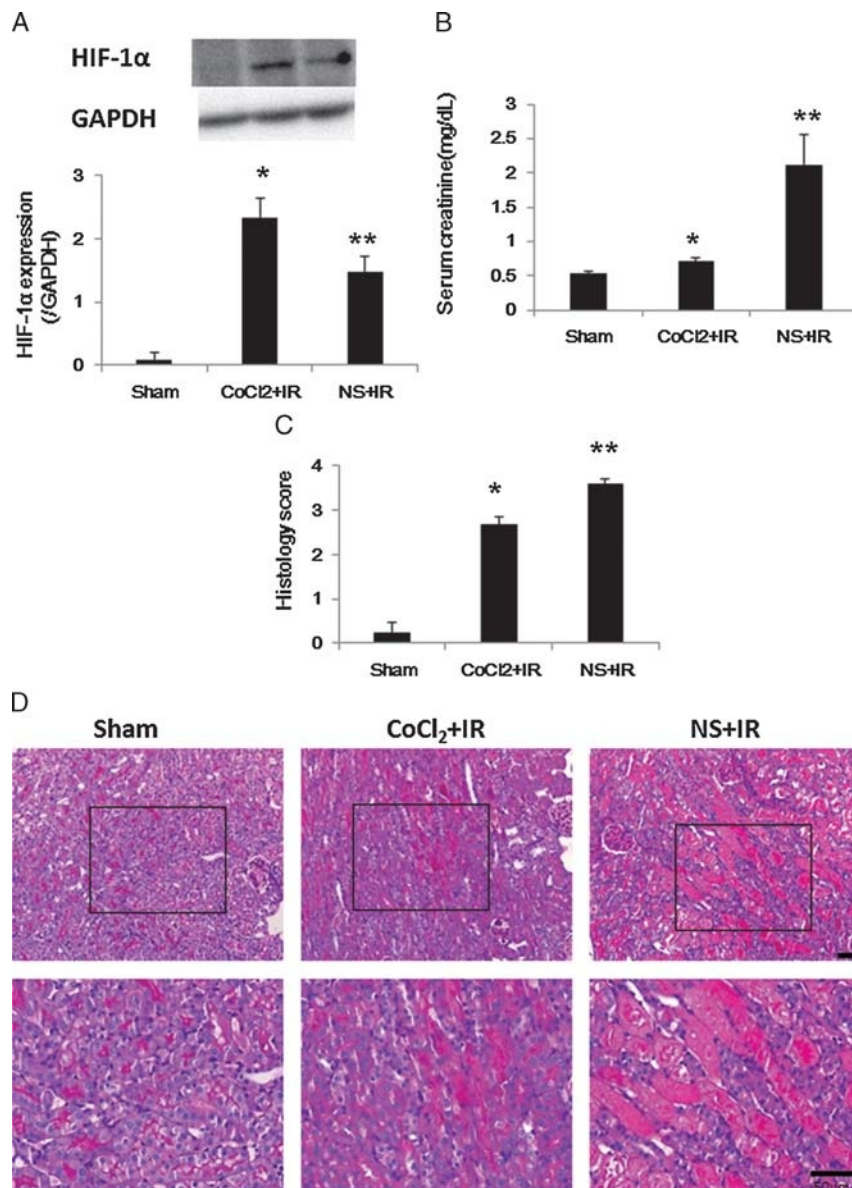 A
HIF-1α
GAPDH
HIF-1α expression
(/GAPDH)
3
2
1
0
*
**
Sham CoCl2+IR NS+IR
B
Serum creatinine(mg/dL)
3
2.5
2
1.5
1
0.5
0
*
**
Sham CoCl2+IR NS+IR
C
Histology score
4
3
2
1
0
*
**
Sham CoCl2+IR NS+IR
D
Sham CoCl₂+IR NS+IR